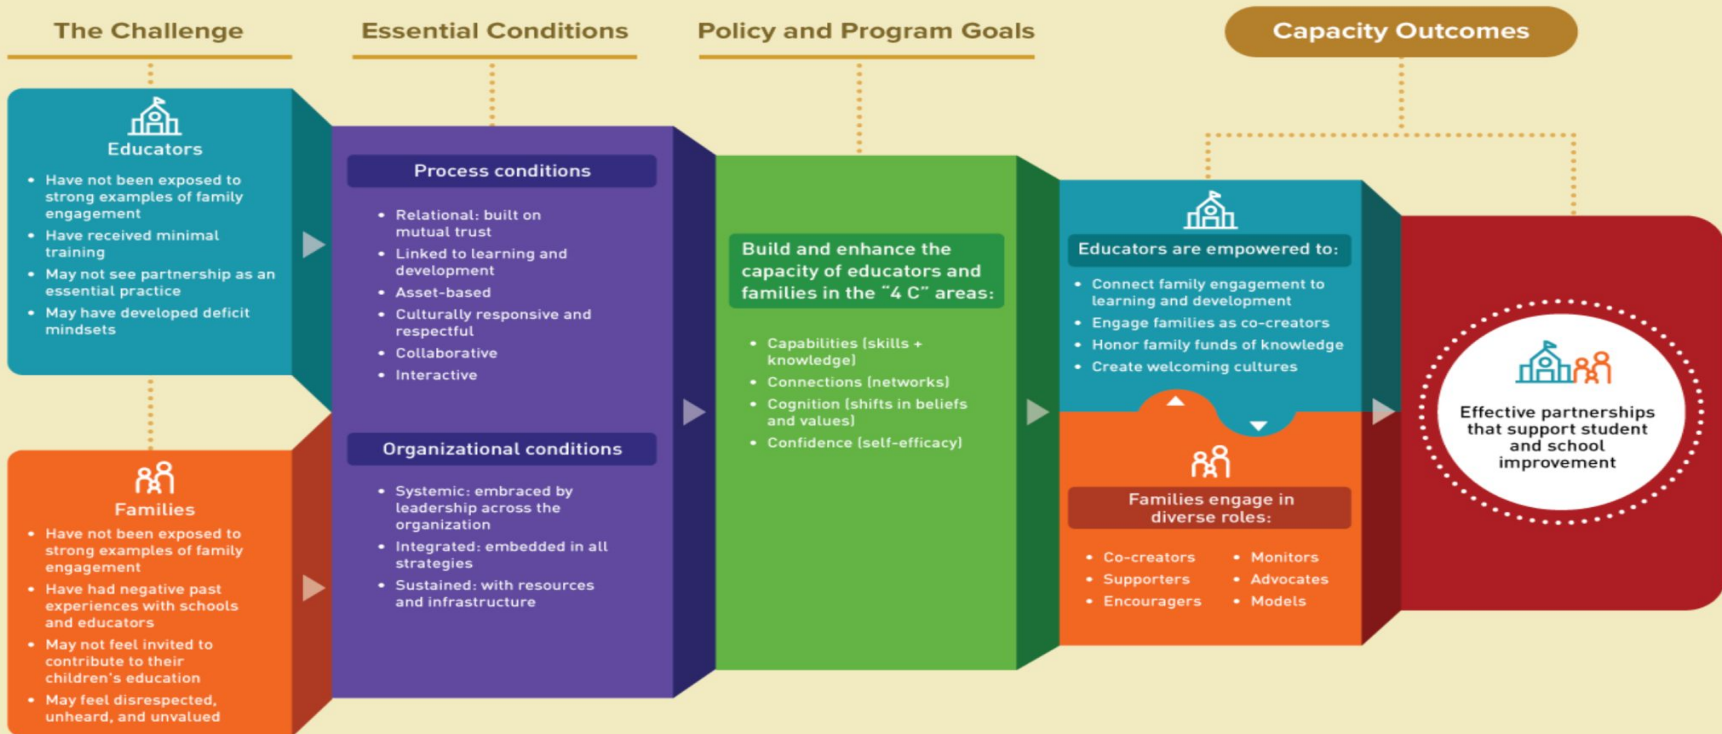 The Challenge
Educators
• Have not been exposed to
strong examples of family
engagement
• Have received minimal
training
• May not see partnership as an
essential practice
• May have developed deficit
mindsets
Families
• Have not been exposed to
strong examples of family
engagement
• Have had negative past
experiences with schools
and educators
• May not feel invited to
contribute to their
children's education
• May feel disrespected,
unheard, and unvalued
Essential Conditions
Process conditions
• Relational: built on
mutual trust
• Linked to learning and
development
• Asset-based
• Culturally responsive and
respectful
• Collaborative
• Interactive
Organizational conditions
• Systemic: embraced by
leadership across the
organization
• Integrated: embedded in all
strategies
• Sustained: with resources
and infrastructure
Policy and Program Goals
Build and enhance the
capacity of educators and
families in the "4 C" areas:
• Capabilities (skills +
knowledge)
• Connections (networks)
• Cognition (shifts in beliefs
and values)
• Confidence (self-efficacy)
Capacity Outcomes
Educators are empowered to:
• Connect family engagement to
learning and development
• Engage families as co-creators
• Honor family funds of knowledge
• Create welcoming cultures
Families engage in
diverse roles:
• Co-creators
• Supporters
• Encouragers
• Monitors
• Advocates
• Models
Effective partnerships
that support student
and school
improvement